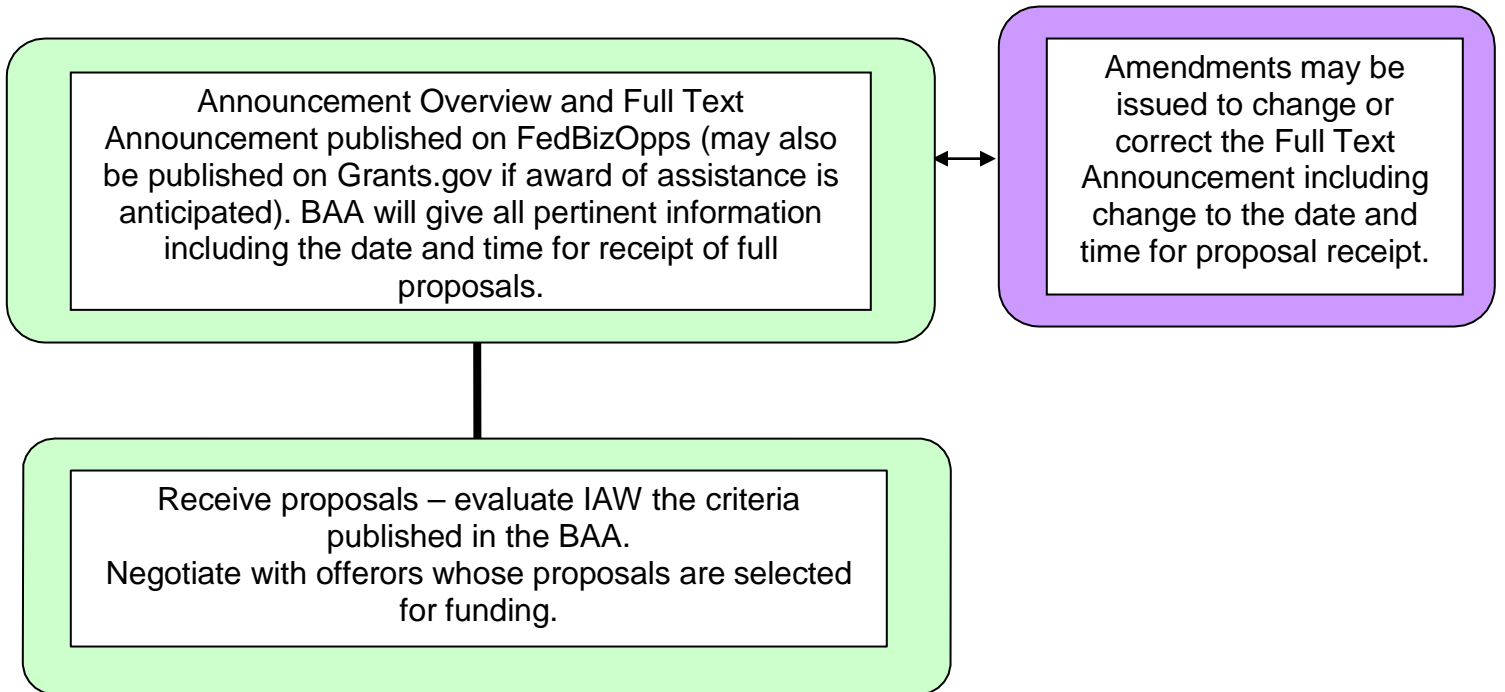 Announcement Overview and Full Text
Announcement published on FedBizOpps (may also
be published on Grants.gov if award of assistance is
anticipated). BAA will give all pertinent information
including the date and time for receipt of full
proposals.
Amendments may be
issued to change or
correct the Full Text
Announcement including
change to the date and
time for proposal receipt.
Receive proposals – evaluate IAW the criteria
published in the BAA.
Negotiate with offerors whose proposals are selected
for funding.